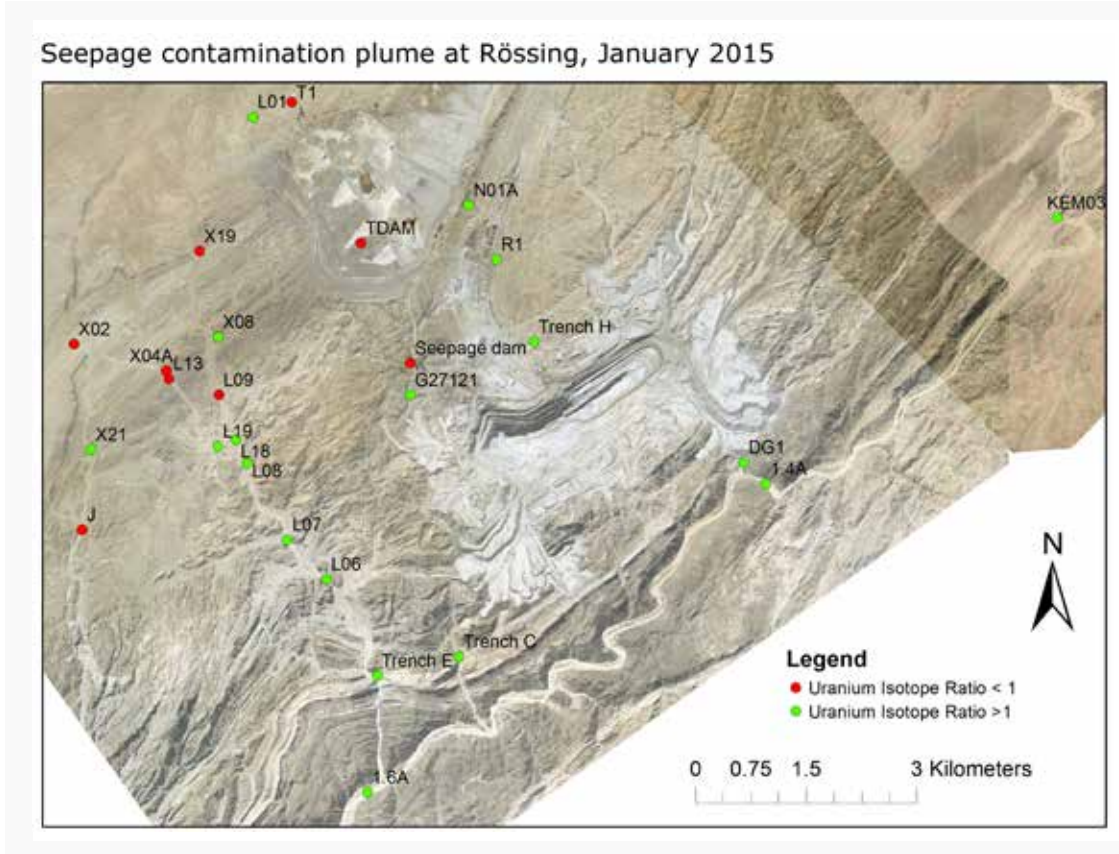 Seepage contamination plume at Rössing, January 2015
T1
L01
N01A
KEM03
TDAM
X19
R1
X08
Trench H
X02
Seepage dam
X04A
L13
L09
G27121
L19
X21
L18
L08
DG1
1.4A
J
L07
L06
N
Trench C
Trench E
Legend
Uranium Isotope Ratio < 1
Uranium Isotope Ratio >1
0 0.75 1.5 3 Kilometers
1.6A